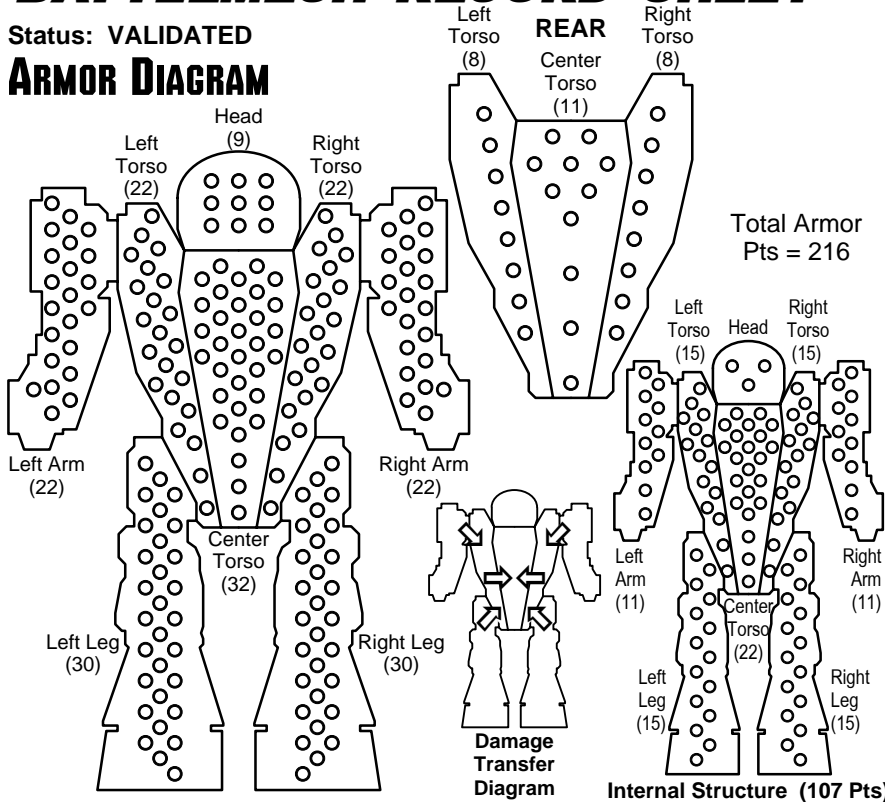 BATTLEMECH RECORD SHEET
Status: VALIDATED
ARMOR DIAGRAM
Head
(9)
Left
Torso
(22)
Right
Torso
(22)
Left Arm
(22)
Right Arm
(22)
Center
Torso
(32)
Left Leg
(30)
Right Leg
(30)
REAR
Left
Torso
(8)
Center
Torso
(11)
Right
Torso
(8)
Total Armor
Pts = 216
Damage
Transfer
Diagram
Left
Torso
(15)
Head
Right
Torso
(15)
Left
Arm
(11)
Right
Arm
(11)
Center
Torso
(22)
Left
Leg
(15)
Right
Leg
(15)
Internal Structure (107 Pts)